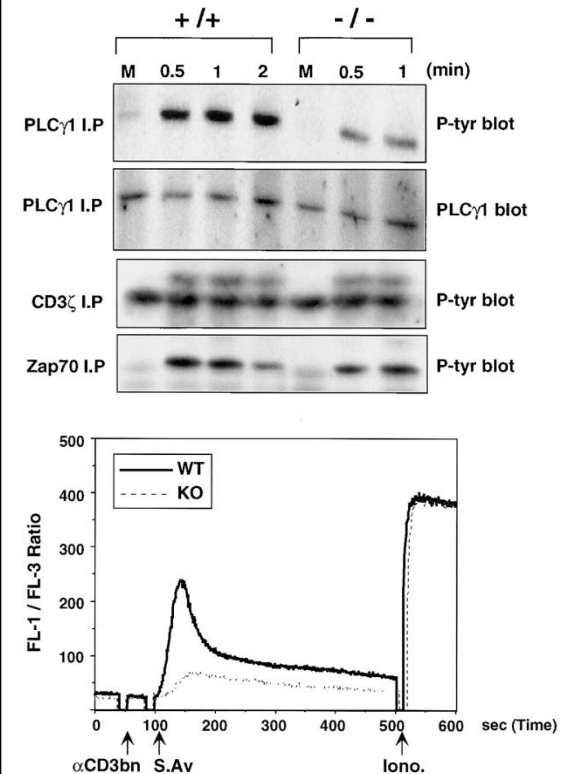 + /+ - / -
M 0.5 1 2 M 0.5 1 (min)
PLCγ1 I.P P-tyr blot
PLCγ1 I.P PLCγ1 blot
CD3ζ I.P P-tyr blot
Zap70 I.P P-tyr blot
500
400
300
200
100
FL-1 / FL-3 Ratio
WT
KO
0 100 200 300 400 500 600 sec (Time)
αCD3bn S.Av Iono.